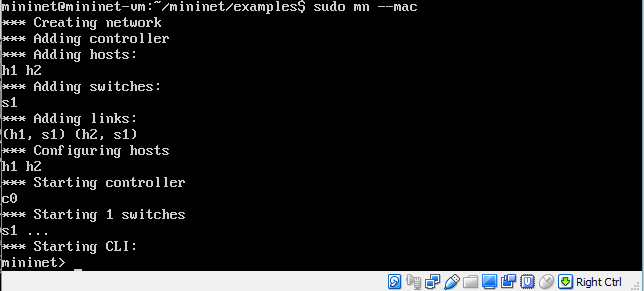 mininet@mininet-vm:~/mininet/examples$ sudo mn --mac
*** Creating network
*** Adding controller
*** Adding hosts:
h1 h2
*** Adding switches:
s1
*** Adding links:
(h1, s1) (h2, s1)
*** Configuring hosts
h1 h2
*** Starting controller
c0
*** Starting 1 switches
s1 ...
*** Starting CLI:
mininet> _
Right Ctrl